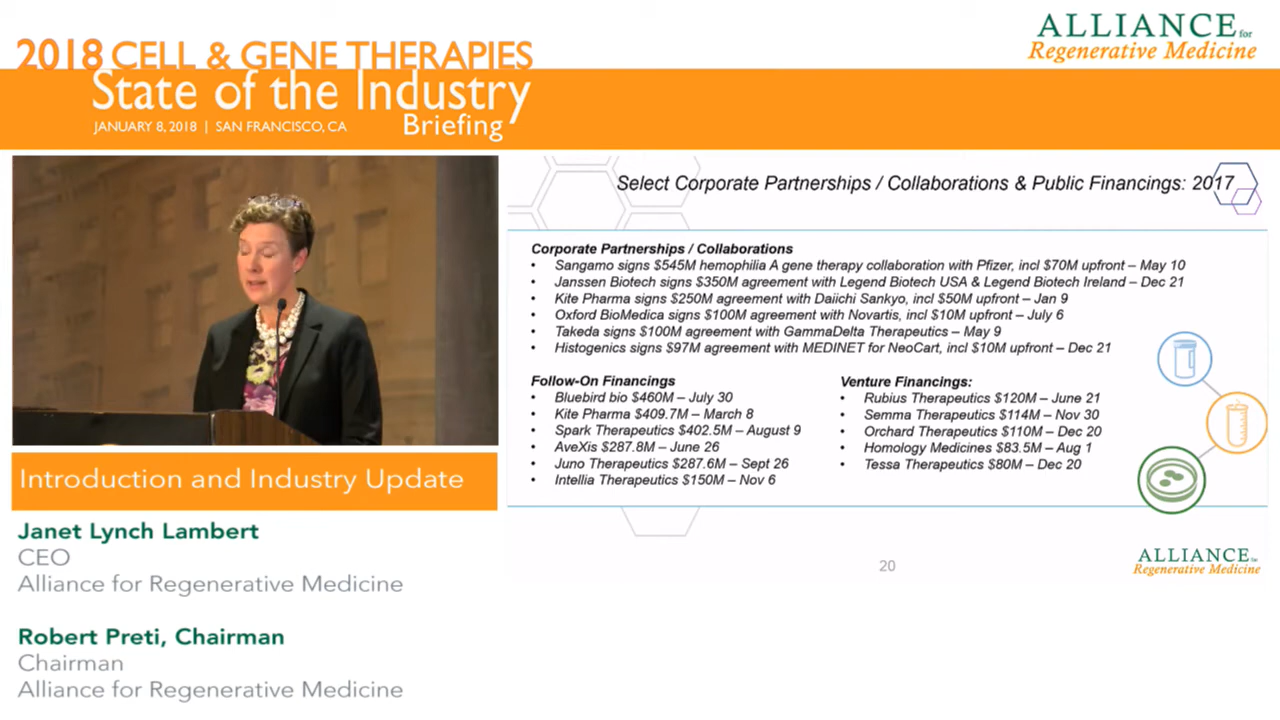 2018 CELL & GENE THERAPIES
State of the Industry
JANUARY 8, 2018 | SAN FRANCISCO, CA
Briefing
ALLIANCE for
Regenerative Medicine
Select Corporate Partnerships / Collaborations & Public Financings: 2017
Corporate Partnerships / Collaborations
• Sangamo signs $545M hemophilia A gene therapy collaboration with Pfizer, incl $70M upfront – May 10
• Janssen Biotech signs $350M agreement with Legend Biotech USA & Legend Biotech Ireland – Dec 21
• Kite Pharma signs $250M agreement with Daiichi Sankyo, incl $50M upfront – Jan 9
• Oxford BioMedica signs $100M agreement with Novartis, incl $10M upfront – July 6
• Takeda signs $100M agreement with GammaDelta Therapeutics – May 9
• Histogenics signs $97M agreement with MEDINET for NeoCart, incl $10M upfront – Dec 21
Follow-On Financings
• Bluebird bio $460M – July 30
• Kite Pharma $409.7M – March 8
• Spark Therapeutics $402.5M – August 9
• AveXis $287.8M – June 26
• Juno Therapeutics $287.6M – Sept 26
• Intellia Therapeutics $150M – Nov 6
Venture Financings:
• Rubius Therapeutics $120M – June 21
• Semma Therapeutics $114M – Nov 30
• Orchard Therapeutics $110M – Dec 20
• Homology Medicines $83.5M – Aug 1
• Tessa Therapeutics $80M – Dec 20
20
ALLIANCE for
Regenerative Medicine
Introduction and Industry Update
Janet Lynch Lambert
CEO
Alliance for Regenerative Medicine
Robert Preti, Chairman
Chairman
Alliance for Regenerative Medicine